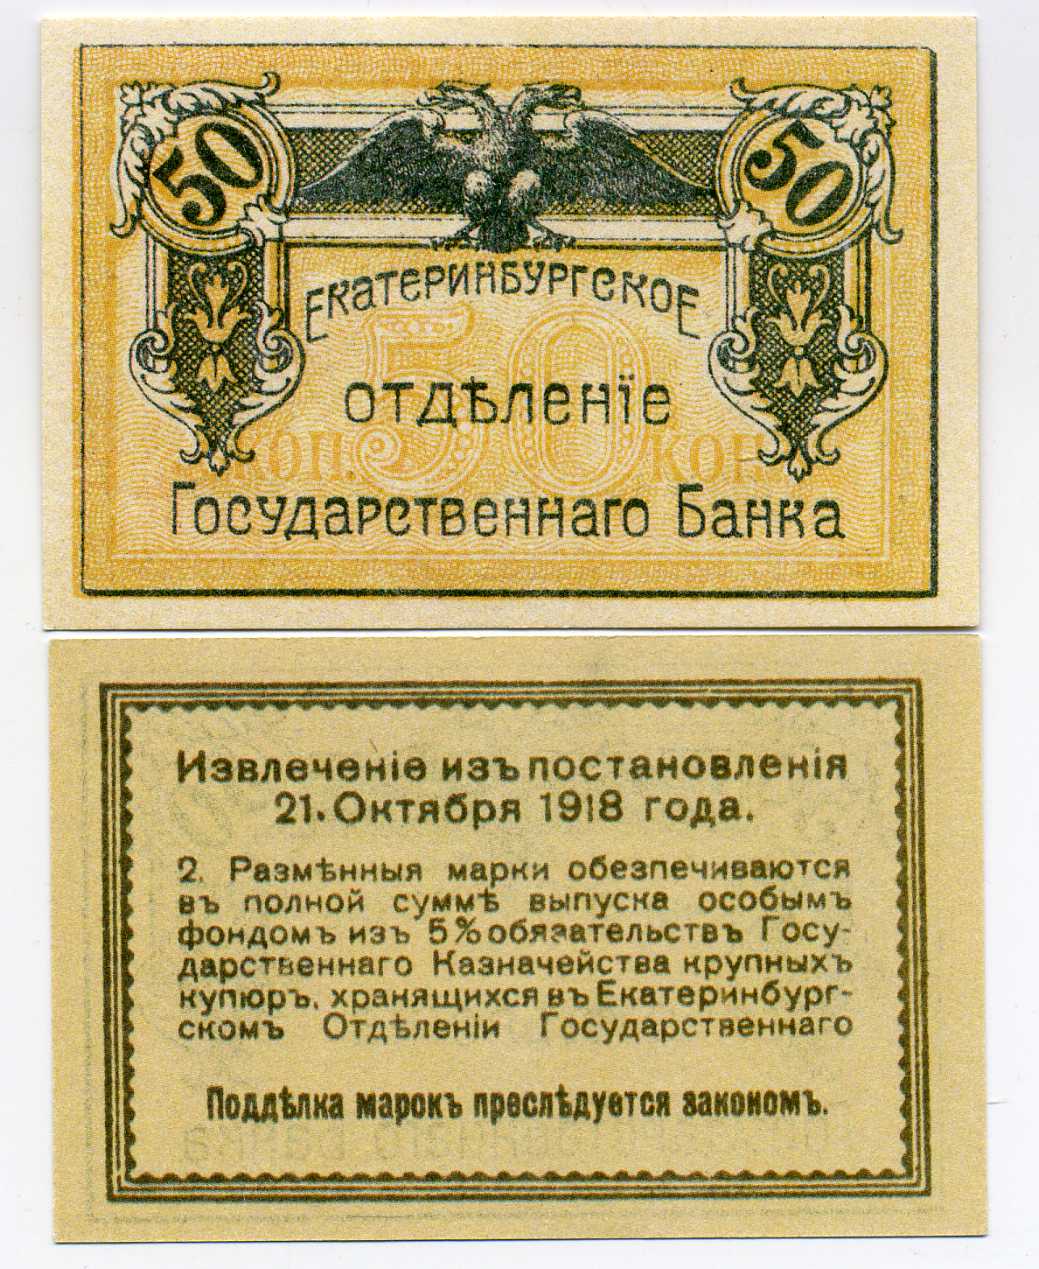 50 50
ЕКАТЕРИНБУРГСКОЕ
50
ОТДѢЛЕНІЕ
КОП. КОП.
ГОСУДАРСТВЕННАГО БАНКА
Извлеченіе изъ постановленія
21. Октября 1918 года.
2. Размѣнныя марки обезпечиваются
въ полной суммѣ выпуска особымъ
фондомъ изъ 5% обязательствъ Госу-
дарственнаго Казначейства крупныхъ
купюръ, хранящихся въ Екатеринбург-
скомъ Отдѣленіи Государственнаго
Поддѣлка марокъ преслѣдуется закономъ.